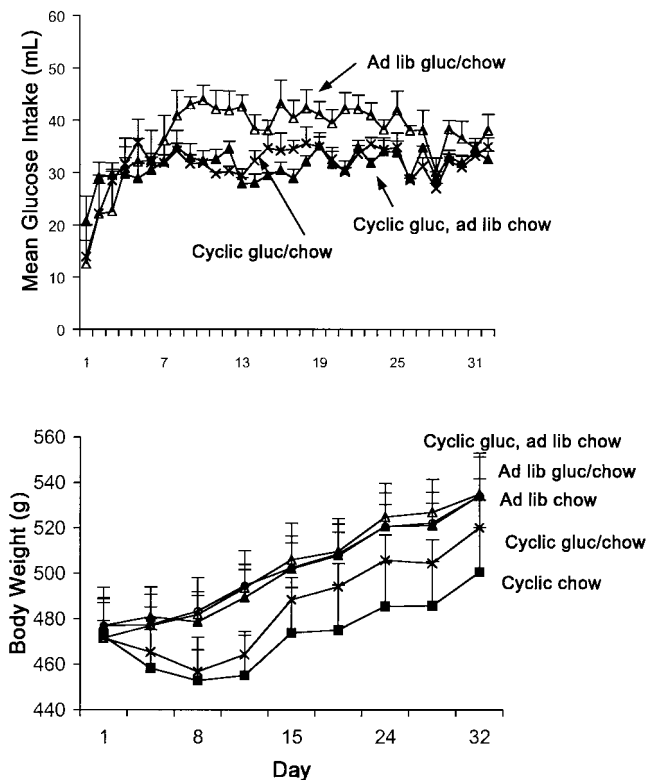 Mean Glucose Intake (mL)
60
50
40
30
20
10
0
Ad lib gluc/chow
Cyclic gluc, ad lib chow
Cyclic gluc/chow
1 7 13 19 25 31
Body Weight (g)
560
540
520
500
480
460
440
Cyclic gluc, ad lib chow
Ad lib gluc/chow
Ad lib chow
Cyclic gluc/chow
Cyclic chow
1 8 15 24 32
Day